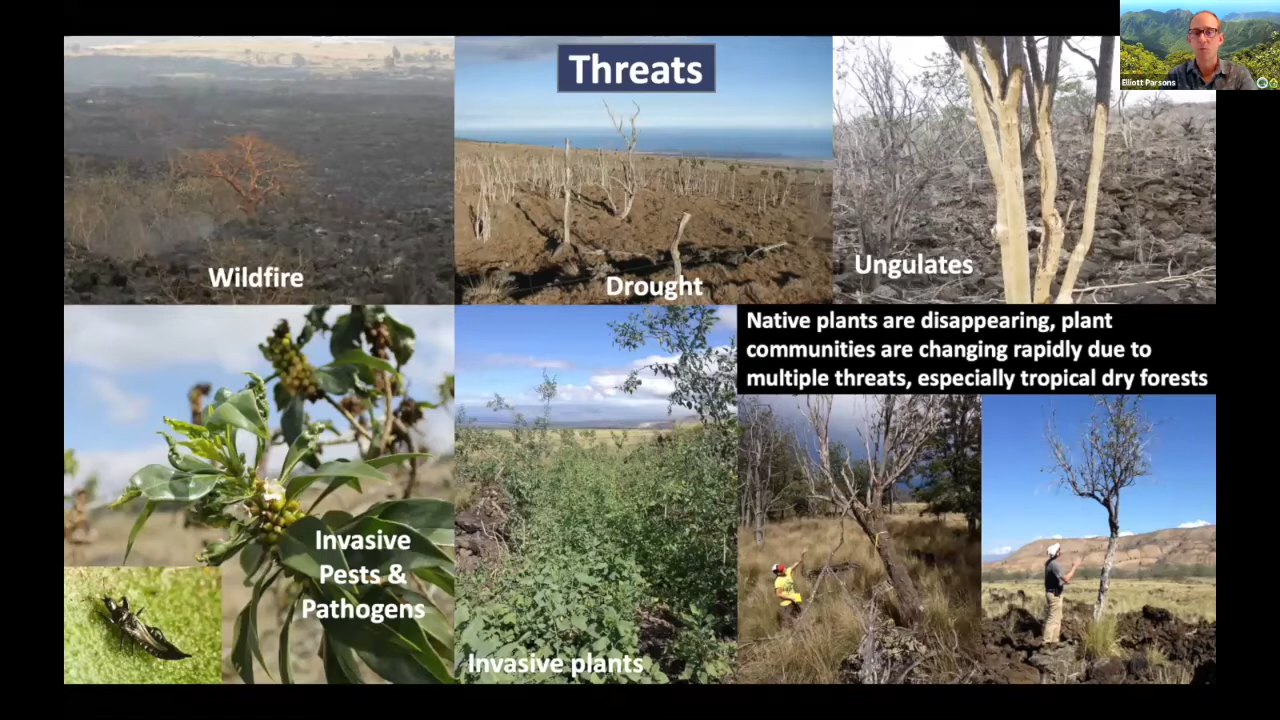 Threats
Elliott Parsons
Wildfire
Drought
Ungulates
Native plants are disappearing, plant
communities are changing rapidly due to
multiple threats, especially tropical dry forests
Invasive
Pests &
Pathogens
Invasive plants